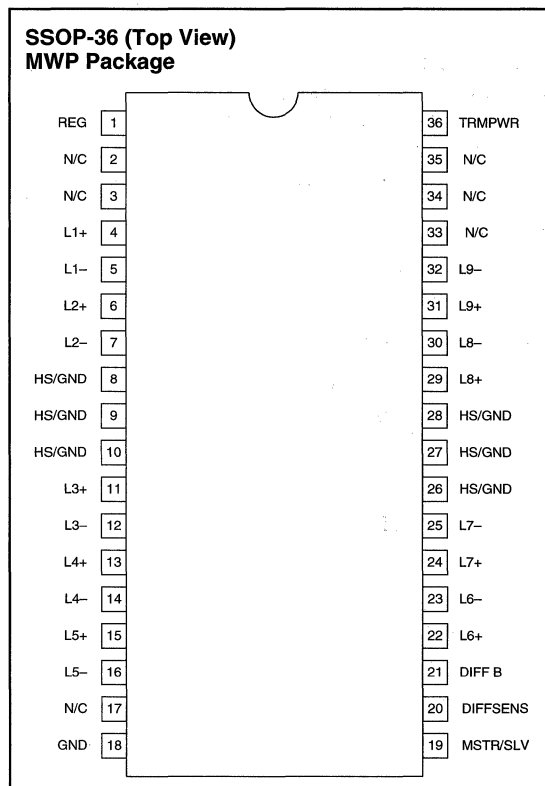 SSOP-36 (Top View)
MWP Package
REG 1 36 TRMPWR
N/C 2 35 N/C
N/C 3 34 N/C
L1+ 4 33 N/C
L1– 5 32 L9–
L2+ 6 31 L9+
L2– 7 30 L8–
HS/GND 8 29 L8+
HS/GND 9 28 HS/GND
HS/GND 10 27 HS/GND
L3+ 11 26 HS/GND
L3– 12 25 L7–
L4+ 13 24 L7+
L4– 14 23 L6–
L5+ 15 22 L6+
L5– 16 21 DIFF B
N/C 17 20 DIFFSENS
GND 18 19 MSTR/SLV